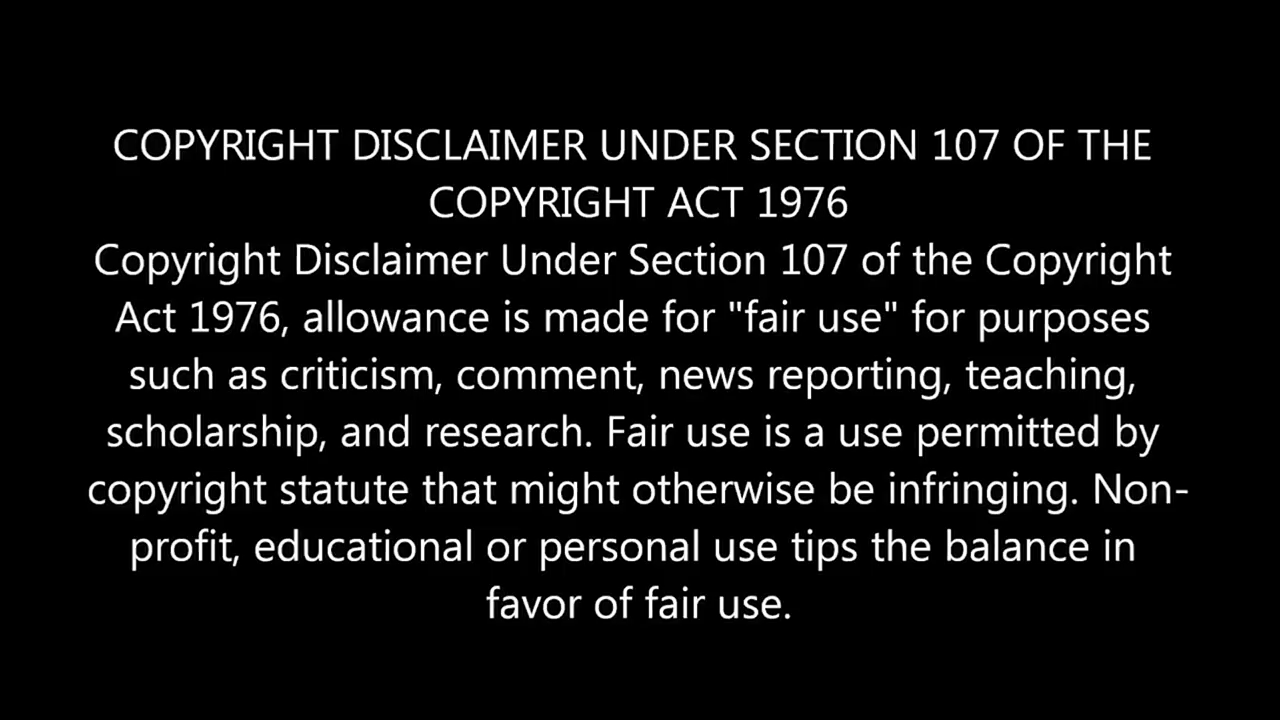 COPYRIGHT DISCLAIMER UNDER SECTION 107 OF THE
COPYRIGHT ACT 1976
Copyright Disclaimer Under Section 107 of the Copyright
Act 1976, allowance is made for "fair use" for purposes
such as criticism, comment, news reporting, teaching,
scholarship, and research. Fair use is a use permitted by
copyright statute that might otherwise be infringing. Non-
profit, educational or personal use tips the balance in
favor of fair use.